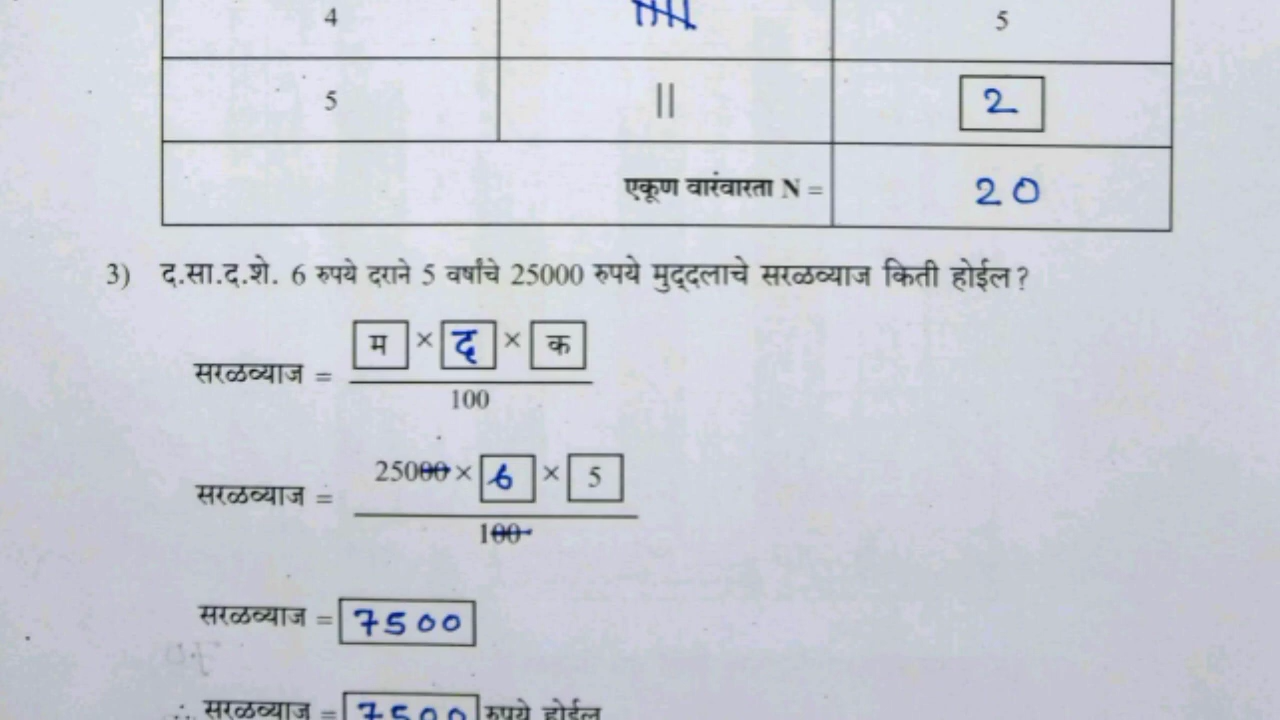 4 𝍸 5
5 || 2
एकूण वारंवारता N = 20
3) द.सा.द.शे. 6 रुपये दराने 5 वर्षांचे 25000 रुपये मुद्दलाचे सरळव्याज किती होईल?
म × द × क
सरळव्याज =
100
25000 × 6 × 5
सरळव्याज =
100
सरळव्याज = 7500
∴ सरळव्याज = 7500 रुपये होईल